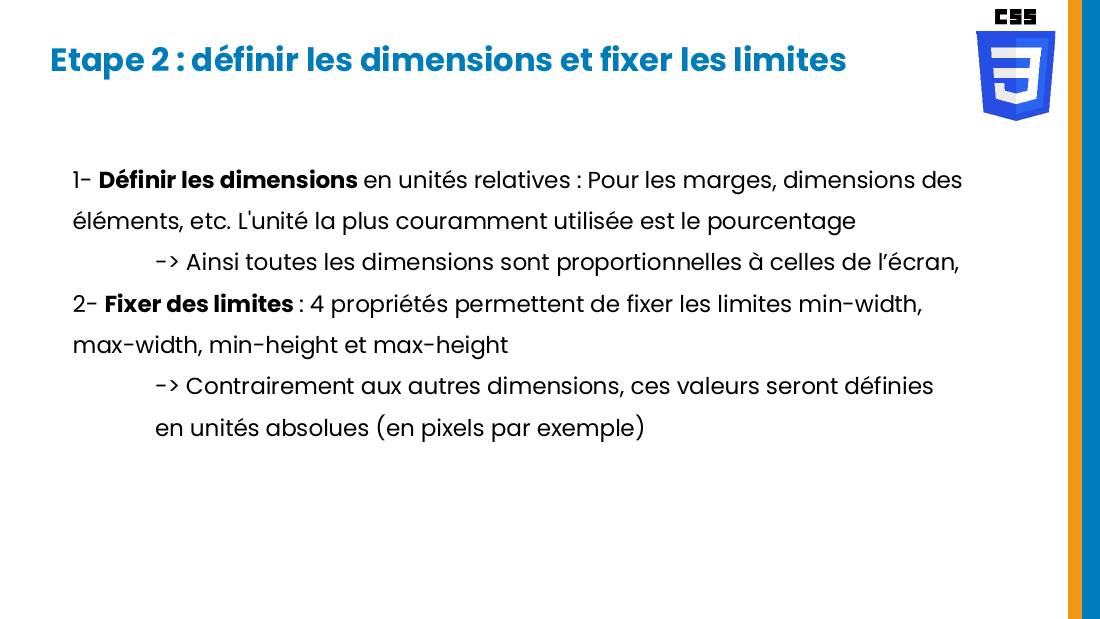 CSS
Etape 2 : définir les dimensions et fixer les limites
1- Définir les dimensions en unités relatives : Pour les marges, dimensions des
éléments, etc. L'unité la plus couramment utilisée est le pourcentage
-> Ainsi toutes les dimensions sont proportionnelles à celles de l’écran,
2- Fixer des limites : 4 propriétés permettent de fixer les limites min-width,
max-width, min-height et max-height
-> Contrairement aux autres dimensions, ces valeurs seront définies
en unités absolues (en pixels par exemple)